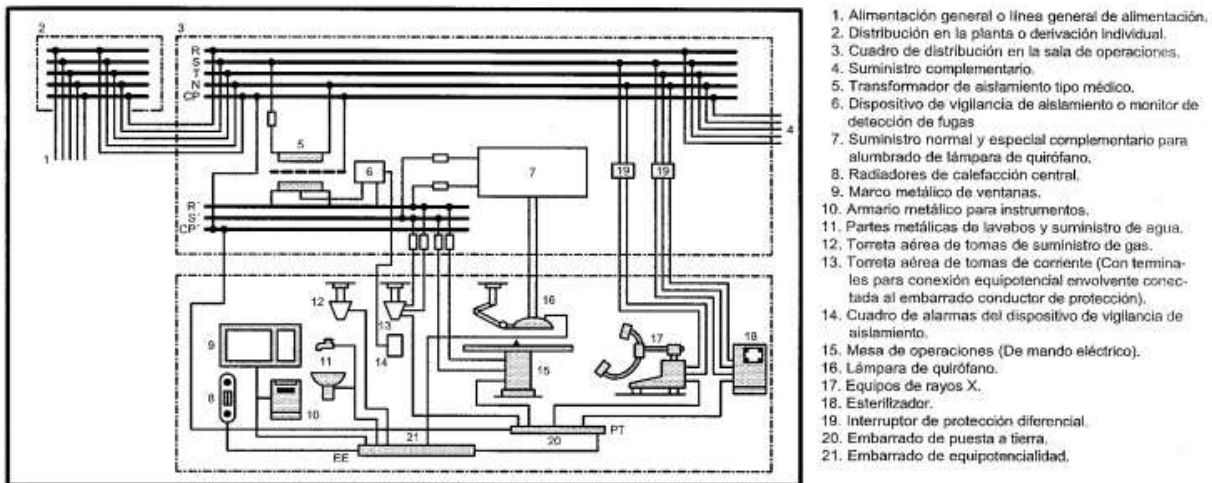 2
3
R
S
T
N
CP
1
4
5
6
7
19
19
R´
S´
CP´
12
13
16
17
18
9
11
14
15
8
10
21
20
PT
EE
1. Alimentación general o línea general de alimentación.
2. Distribución en la planta o derivación individual.
3. Cuadro de distribución en la sala de operaciones.
4. Suministro complementario.
5. Transformador de aislamiento tipo médico.
6. Dispositivo de vigilancia de aislamiento o monitor de
detección de fugas
7. Suministro normal y especial complementario para
alumbrado de lámpara de quirófano.
8. Radiadores de calefacción central.
9. Marco metálico de ventanas.
10. Armario metálico para instrumentos.
11. Partes metálicas de lavabos y suministro de agua.
12. Torreta aérea de tomas de suministro de gas.
13. Torreta aérea de tomas de corriente (Con termina-
les para conexión equipotencial envolvente conec-
tada al embarrado conductor de protección).
14. Cuadro de alarmas del dispositivo de vigilancia de
aislamiento.
15. Mesa de operaciones (De mando eléctrico).
16. Lámpara de quirófano.
17. Equipos de rayos X.
18. Esterilizador.
19. Interruptor de protección diferencial.
20. Embarrado de puesta a tierra.
21. Embarrado de equipotencialidad.